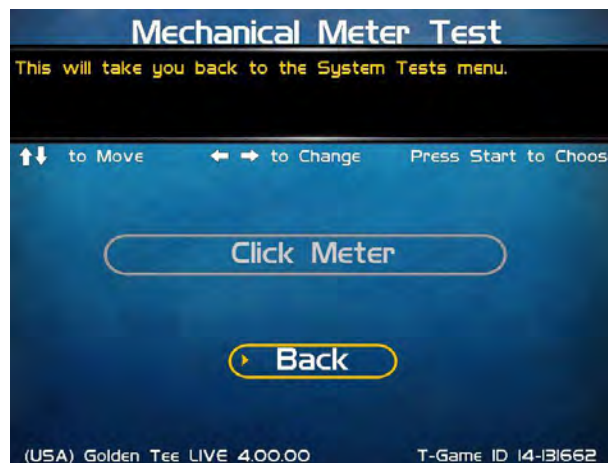 Mechanical Meter Test
This will take you back to the System Tests menu.
to Move to Change Press Start to Choos
Click Meter
Back
(USA) Golden Tee LIVE 4.00.00 T-Game ID 14-131662